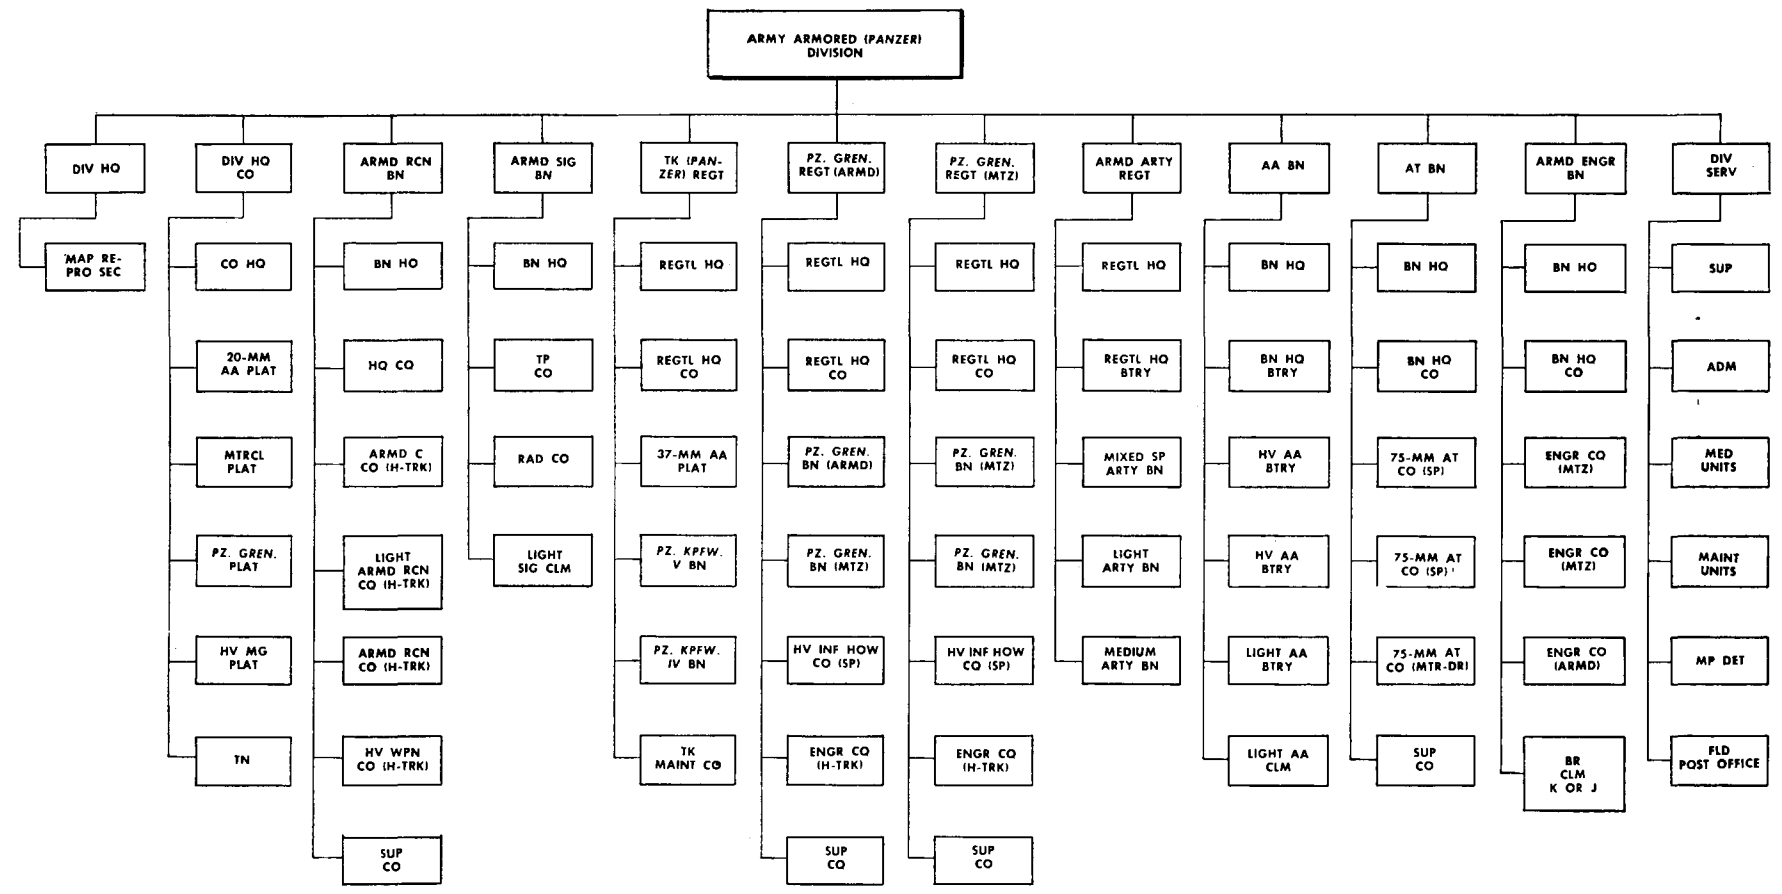 ARMY ARMORED (PANZER)
DIVISION
DIV HQ
MAP RE-
PRO SEC
DIV HQ
CO
CO HQ
20-MM
AA PLAT
MTRCL
PLAT
PZ. GREN.
PLAT
HV MG
PLAT
TN
ARMD RCN
BN
BN HQ
HQ CO
ARMD C
CO (H-TRK)
LIGHT
ARMD RCN
CO (H-TRK)
ARMD RCN
CO (H-TRK)
HV WPN
CO (H-TRK)
SUP
CO
ARMD SIG
BN
BN HQ
TP
CO
RAD CO
LIGHT
SIG CLM
TK (PAN-
ZER) REGT
REGTL HQ
REGTL HQ
CO
37-MM AA
PLAT
PZ. KPFW.
V BN
PZ. KPFW.
IV BN
TK
MAINT CO
PZ. GREN.
REGT (ARMD)
REGTL HQ
REGTL HQ
CO
PZ. GREN.
BN (ARMD)
PZ. GREN.
BN (MTZ)
HV INF HOW
CO (SP)
ENGR CO
(H-TRK)
SUP
CO
PZ. GREN.
REGT (MTZ)
REGTL HQ
REGTL HQ
CO
PZ. GREN.
BN (MTZ)
PZ. GREN.
BN (MTZ)
HV INF HOW
CO (SP)
ENGR CO
(H-TRK)
SUP
CO
ARMD ARTY
REGT
REGTL HQ
REGTL HQ
BTRY
MIXED SP
ARTY BN
LIGHT
ARTY BN
MEDIUM
ARTY BN
AA BN
BN HQ
BN HQ
BTRY
HV AA
BTRY
HV AA
BTRY
LIGHT AA
BTRY
LIGHT AA
CLM
AT BN
BN HQ
BN HQ
CO
75-MM AT
CO (SP)
75-MM AT
CO (SP)
75-MM AT
CO (MTR-DR)
SUP
CO
ARMD ENGR
BN
BN HQ
BN HQ
CO
ENGR CO
(MTZ)
ENGR CO
(MTZ)
ENGR CO
(ARMD)
BR
CLM
K OR J
DIV
SERV
SUP
ADM
MED
UNITS
MAINT
UNITS
MP DET
FLD
POST OFFICE